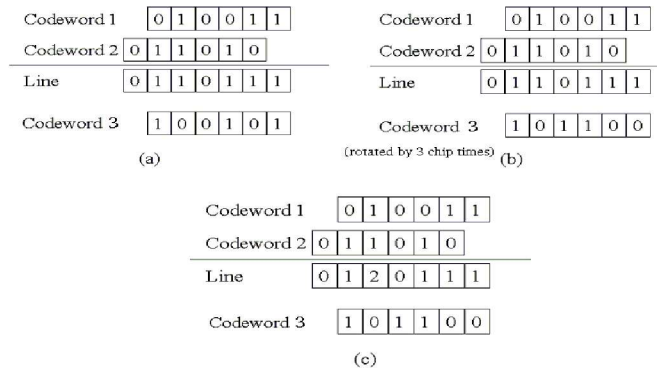 Codeword 1 0 1 0 0 1 1
Codeword 2 0 1 1 0 1 0
Line 0 1 1 0 1 1 1
Codeword 3 1 0 0 1 0 1
(a)
Codeword 1 0 1 0 0 1 1
Codeword 2 0 1 1 0 1 0
Line 0 1 1 0 1 1 1
Codeword 3 1 0 1 1 0 0
(rotated by 3 chip times)
(b)
Codeword 1 0 1 0 0 1 1
Codeword 2 0 1 1 0 1 0
Line 0 1 2 0 1 1 1
Codeword 3 1 0 1 1 0 0
(c)